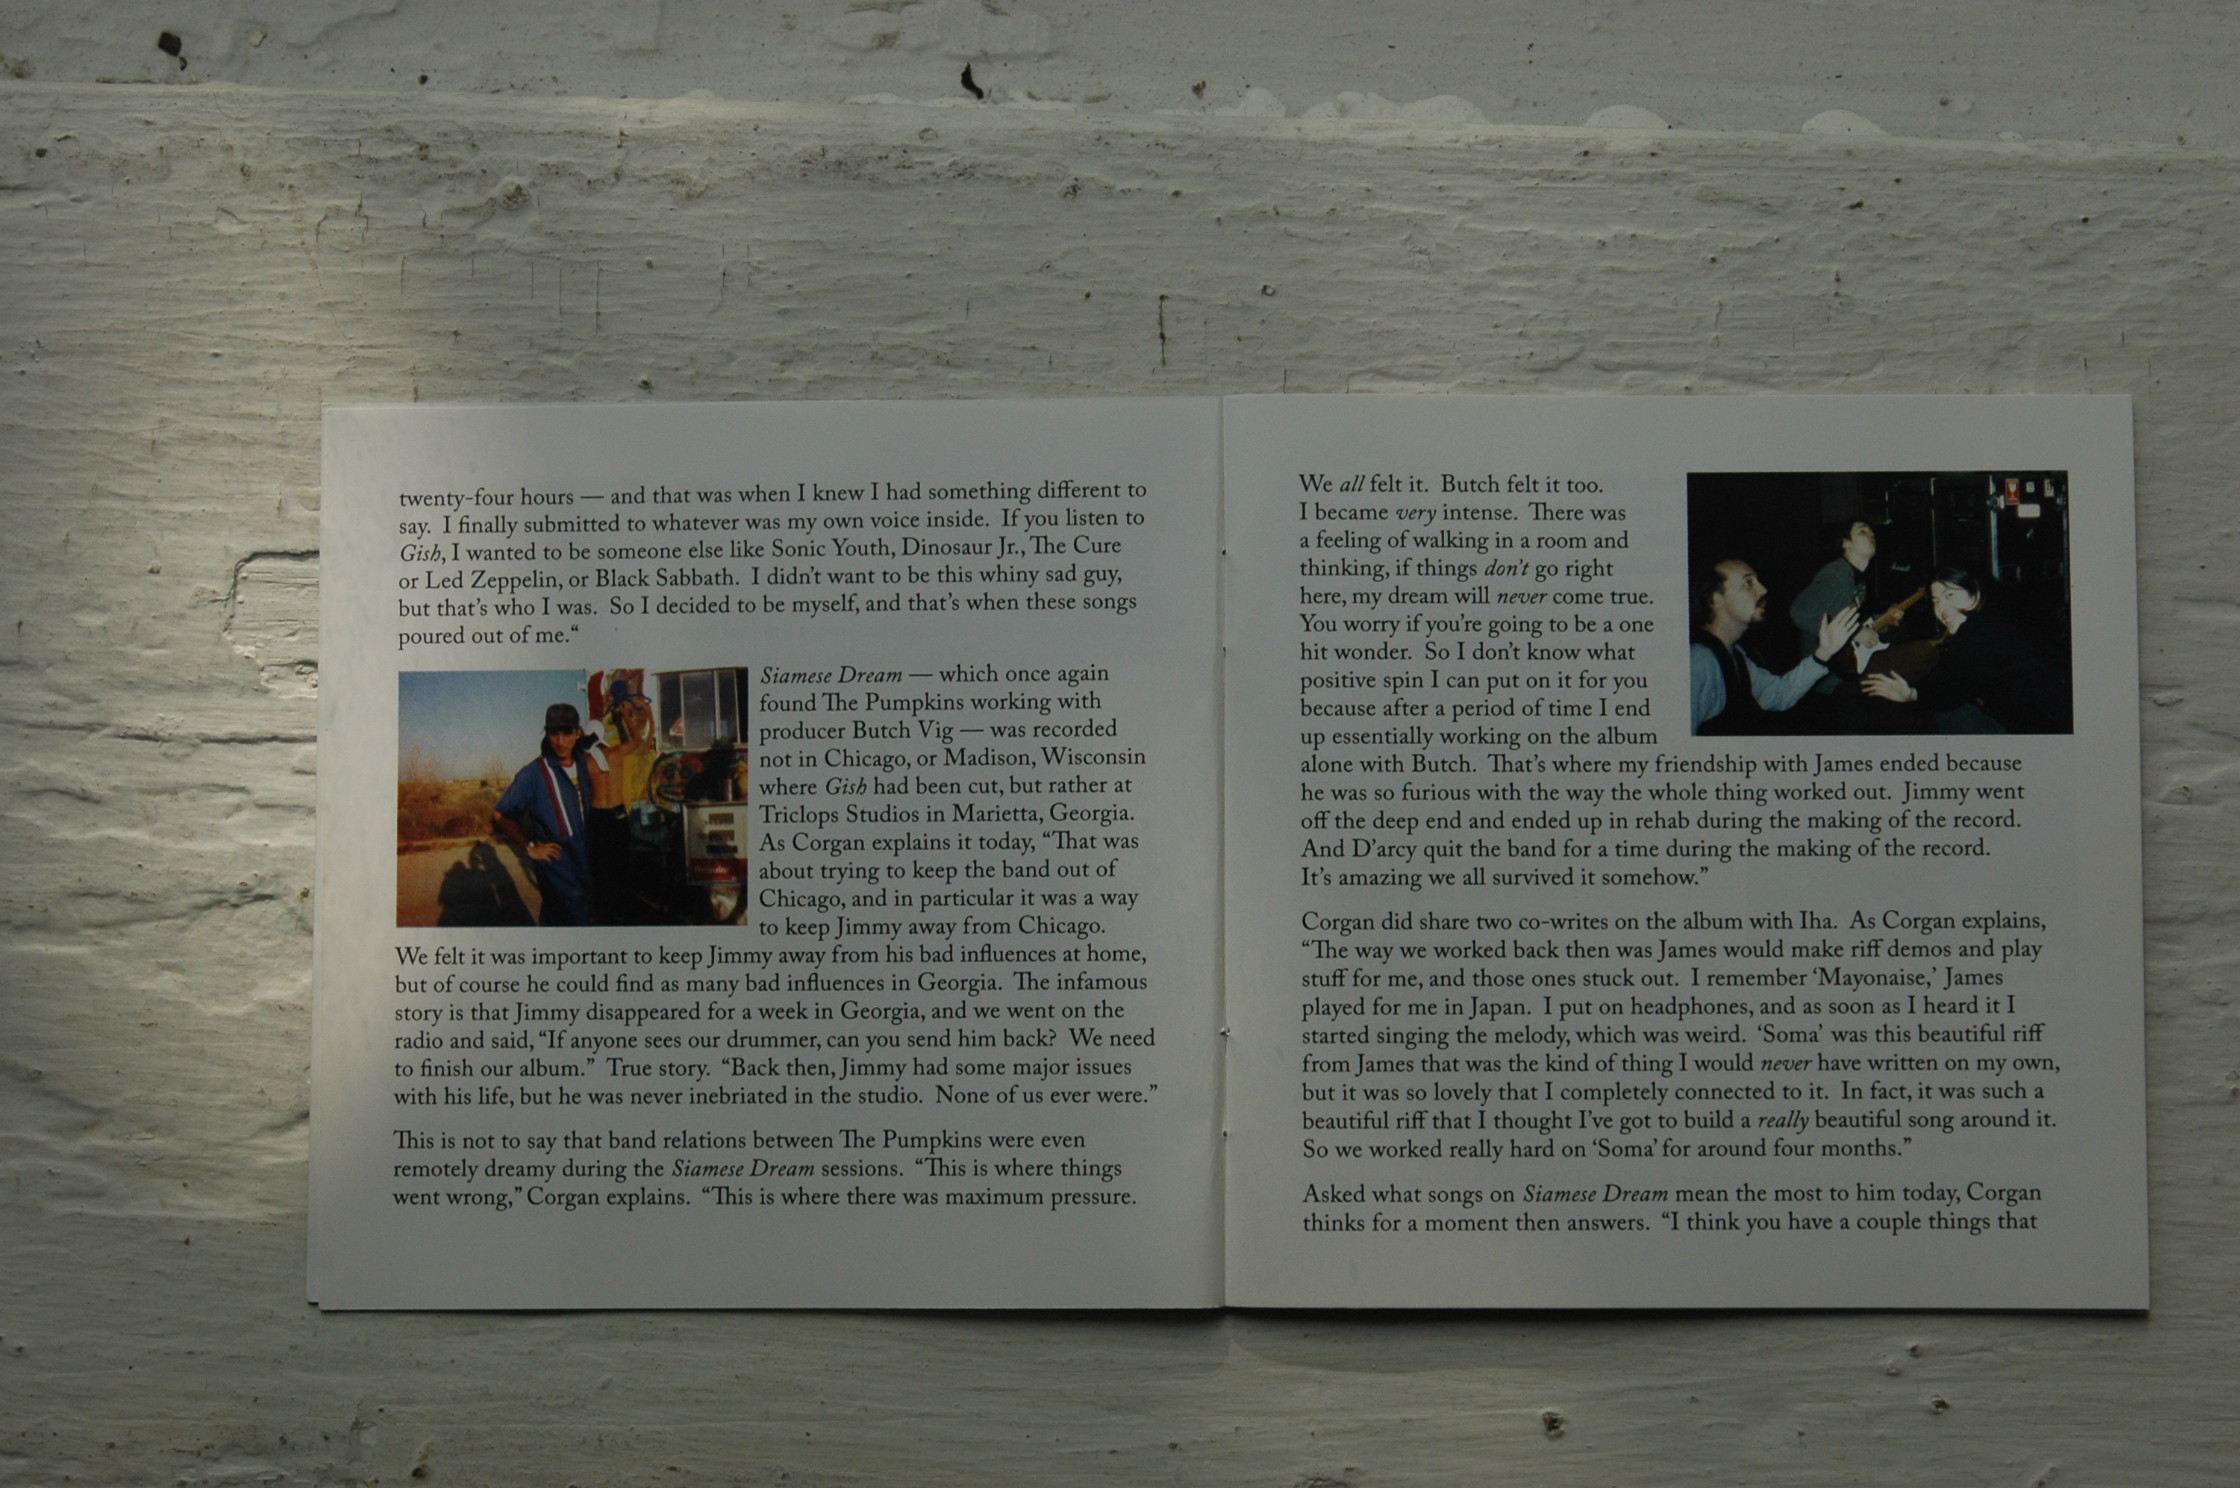 twenty-four hours — and that was when I knew I had something different to
say. I finally submitted to whatever was my own voice inside. If you listen to
Gish, I wanted to be someone else like Sonic Youth, Dinosaur Jr., The Cure
or Led Zeppelin, or Black Sabbath. I didn't want to be this whiny sad guy,
but that's who I was. So I decided to be myself, and that's when these songs
poured out of me.“
Siamese Dream — which once again
found The Pumpkins working with
producer Butch Vig — was recorded
not in Chicago, or Madison, Wisconsin
where Gish had been cut, but rather at
Triclops Studios in Marietta, Georgia.
As Corgan explains it today, “That was
about trying to keep the band out of
Chicago, and in particular it was a way
to keep Jimmy away from Chicago.
We felt it was important to keep Jimmy away from his bad influences at home,
but of course he could find as many bad influences in Georgia. The infamous
story is that Jimmy disappeared for a week in Georgia, and we went on the
radio and said, “If anyone sees our drummer, can you send him back? We need
to finish our album.” True story. “Back then, Jimmy had some major issues
with his life, but he was never inebriated in the studio. None of us ever were.”
This is not to say that band relations between The Pumpkins were even
remotely dreamy during the Siamese Dream sessions. “This is where things
went wrong,” Corgan explains. “This is where there was maximum pressure.
We all felt it. Butch felt it too.
I became very intense. There was
a feeling of walking in a room and
thinking, if things don't go right
here, my dream will never come true.
You worry if you're going to be a one
hit wonder. So I don't know what
positive spin I can put on it for you
because after a period of time I end
up essentially working on the album
alone with Butch. That's where my friendship with James ended because
he was so furious with the way the whole thing worked out. Jimmy went
off the deep end and ended up in rehab during the making of the record.
And D'arcy quit the band for a time during the making of the record.
It's amazing we all survived it somehow.”
Corgan did share two co-writes on the album with Iha. As Corgan explains,
“The way we worked back then was James would make riff demos and play
stuff for me, and those ones stuck out. I remember ‘Mayonaise,’ James
played for me in Japan. I put on headphones, and as soon as I heard it I
started singing the melody, which was weird. ‘Soma’ was this beautiful riff
from James that was the kind of thing I would never have written on my own,
but it was so lovely that I completely connected to it. In fact, it was such a
beautiful riff that I thought I've got to build a really beautiful song around it.
So we worked really hard on ‘Soma’ for around four months.”
Asked what songs on Siamese Dream mean the most to him today, Corgan
thinks for a moment then answers. “I think you have a couple things that